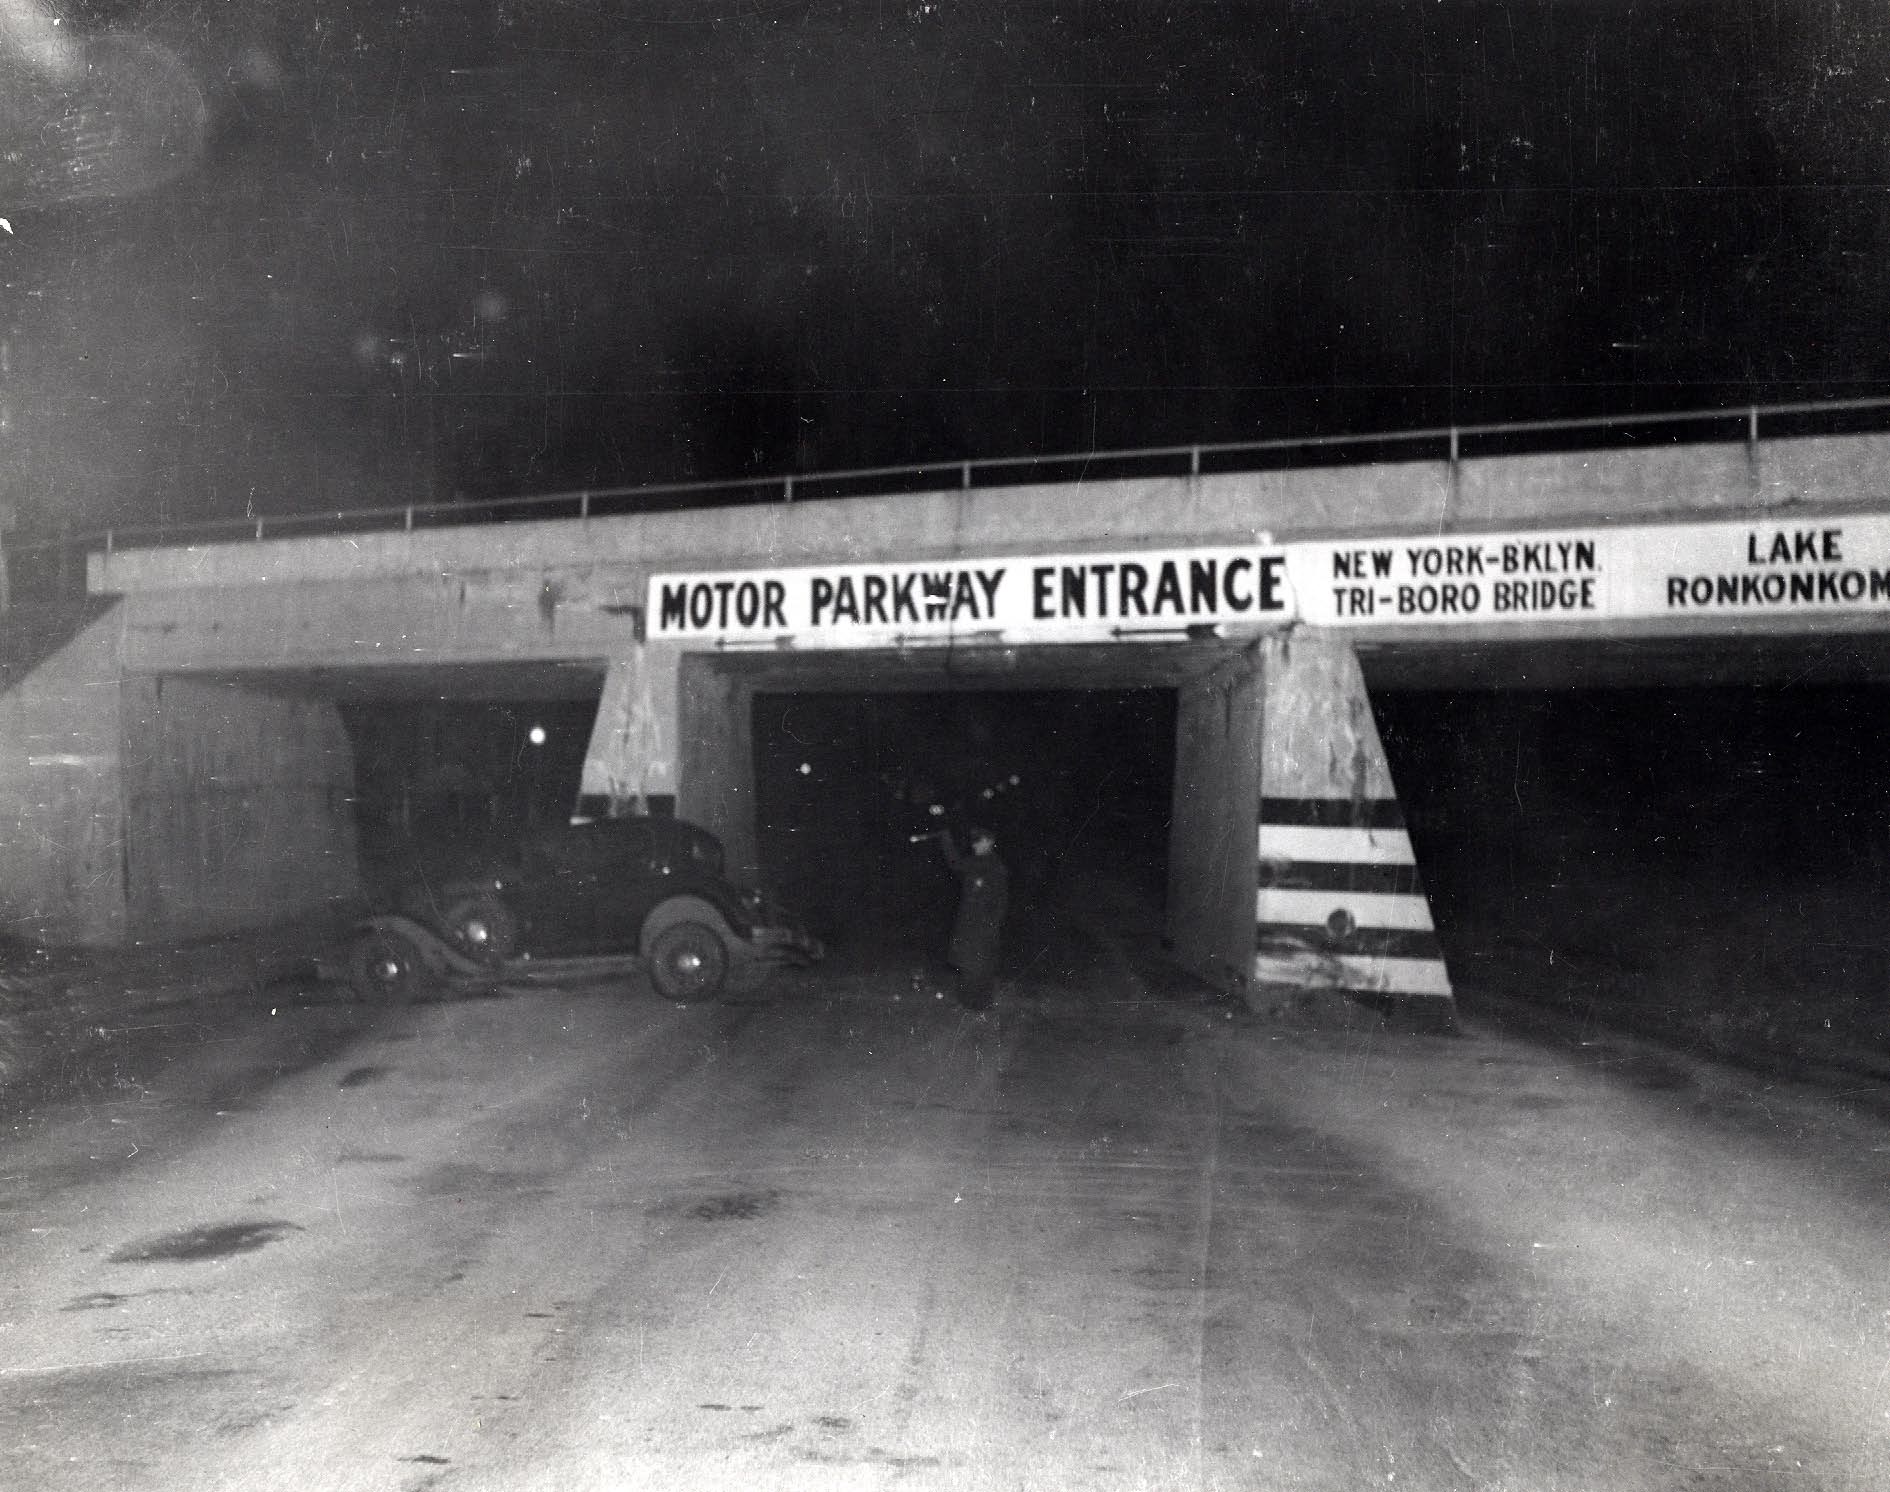 MOTOR PARKWAY ENTRANCE
NEW YORK-BKLYN.
TRI-BORO BRIDGE
LAKE
RONKONKOM